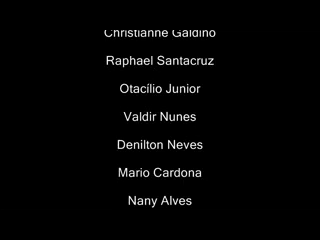 Christianne Galdino
Raphael Santacruz
Otacílio Junior
Valdir Nunes
Denilton Neves
Mario Cardona
Nany Alves